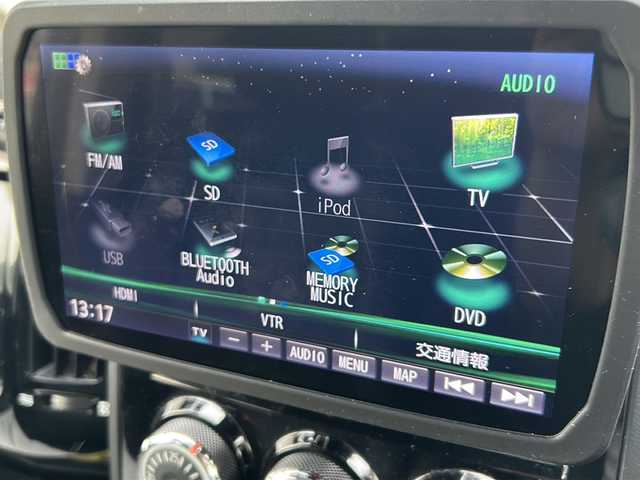 AUDIO
FM/AM
SD
SD
iPod
TV
USB
BLUETOOTH
Audio
SD
MEMORY
MUSIC
DVD
HDMI
13:17
VTR
交通情報
TV
－
＋
AUDIO
MENU
MAP
25